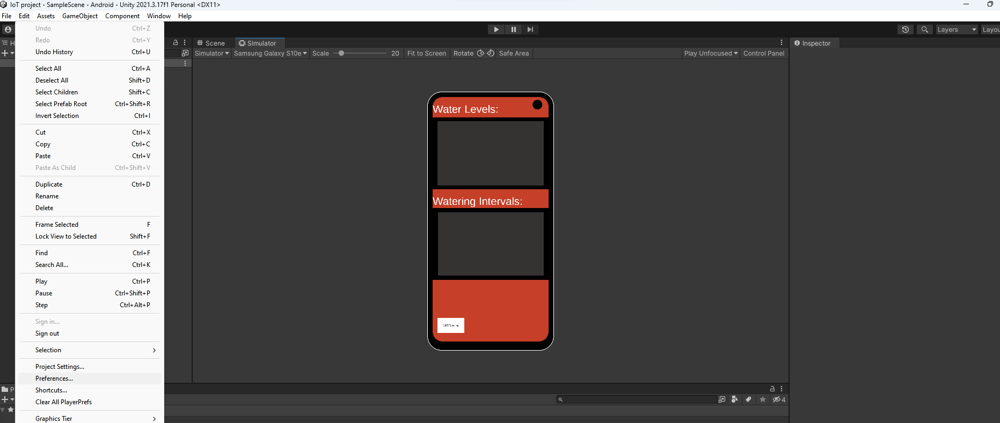 IoT project - SampleScene - Android - Unity 2021.3.17f1 Personal <DX11>
File Edit Assets GameObject Component Window Help
Layers Layou
Undo Ctrl+Z
Redo Ctrl+Y
Undo History Ctrl+U
Select All Ctrl+A
Deselect All Shift+D
Select Children Shift+C
Select Prefab Root Ctrl+Shift+R
Invert Selection Ctrl+I
Cut Ctrl+X
Copy Ctrl+C
Paste Ctrl+V
Paste As Child Ctrl+Shift+V
Duplicate Ctrl+D
Rename
Delete
Frame Selected F
Lock View to Selected Shift+F
Find Ctrl+F
Search All... Ctrl+K
Play Ctrl+P
Pause Ctrl+Shift+P
Step Ctrl+Alt+P
Sign in...
Sign out
Selection
Project Settings...
Preferences...
Shortcuts...
Clear All PlayerPrefs
Graphics Tier
H
P
Scene Simulator
Simulator Samsung Galaxy S10e Scale 20 Fit to Screen Rotate Safe Area Play Unfocused Control Panel
Water Levels:
Watering Intervals:
4
Inspector